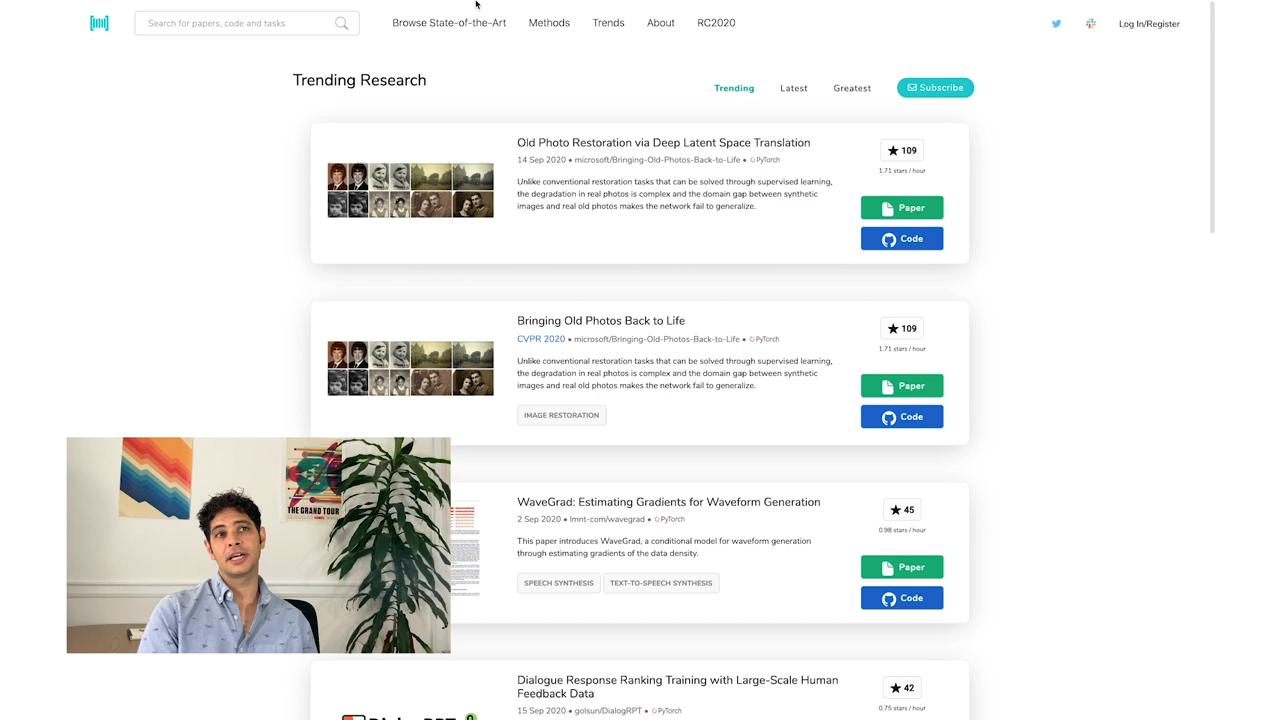 Search for papers, code and tasks
Browse State-of-the-Art
Methods
Trends
About
RC2020
Log In/Register
Trending Research
Trending
Latest
Greatest
Subscribe
Old Photo Restoration via Deep Latent Space Translation
14 Sep 2020 • microsoft/Bringing-Old-Photos-Back-to-Life • PyTorch
Unlike conventional restoration tasks that can be solved through supervised learning,
the degradation in real photos is complex and the domain gap between synthetic
images and real old photos makes the network fail to generalize.
109
1.71 stars / hour
Paper
Code
Bringing Old Photos Back to Life
CVPR 2020 • microsoft/Bringing-Old-Photos-Back-to-Life • PyTorch
Unlike conventional restoration tasks that can be solved through supervised learning,
the degradation in real photos is complex and the domain gap between synthetic
images and real old photos makes the network fail to generalize.
IMAGE RESTORATION
109
1.71 stars / hour
Paper
Code
THE GRAND TOUR
WaveGrad: Estimating Gradients for Waveform Generation
2 Sep 2020 • lmnt-com/wavegrad • PyTorch
This paper introduces WaveGrad, a conditional model for waveform generation
through estimating gradients of the data density.
SPEECH SYNTHESIS
TEXT-TO-SPEECH SYNTHESIS
45
0.98 stars / hour
Paper
Code
Dialogue Response Ranking Training with Large-Scale Human
Feedback Data
15 Sep 2020 • golsun/DialogRPT • PyTorch
42
0.75 stars / hour